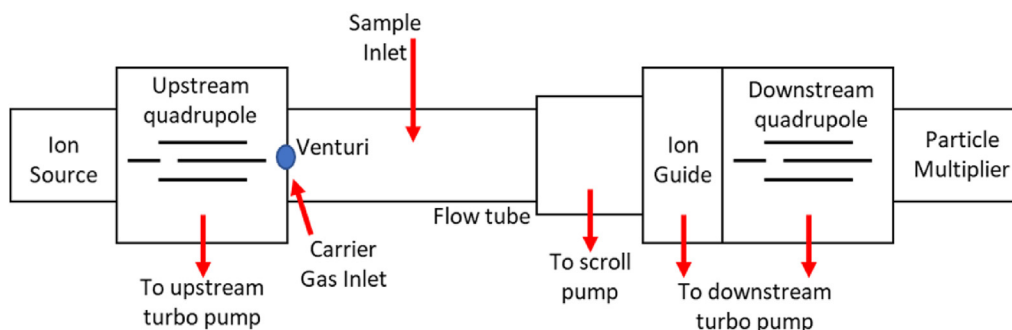 Sample
Inlet
Upstream
quadrupole
Downstream
quadrupole
Ion
Source
Venturi
Ion
Guide
Particle
Multiplier
Flow tube
Carrier
Gas Inlet
To scroll
pump
To upstream
turbo pump
To downstream
turbo pump